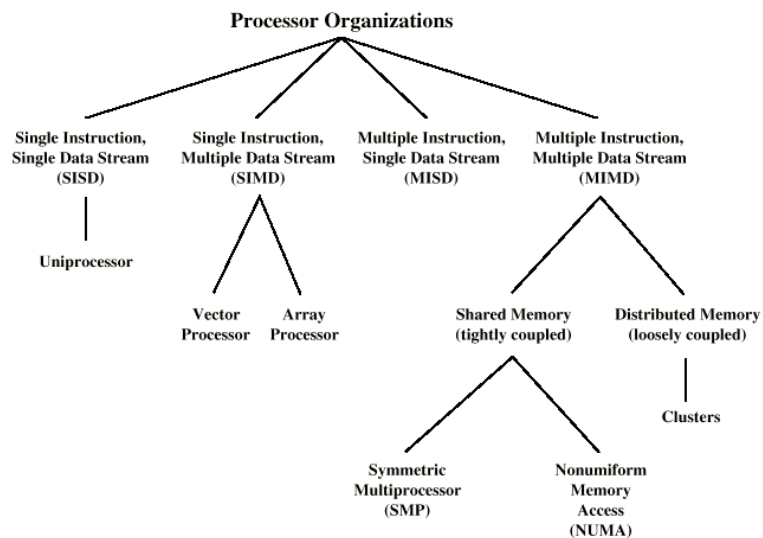 Processor Organizations
Single Instruction,
Single Data Stream
(SISD)
Single Instruction,
Multiple Data Stream
(SIMD)
Multiple Instruction,
Single Data Stream
(MISD)
Multiple Instruction,
Multiple Data Stream
(MIMD)
Uniprocessor
Vector
Processor
Array
Processor
Shared Memory
(tightly coupled)
Distributed Memory
(loosely coupled)
Clusters
Symmetric
Multiprocessor
(SMP)
Nonumiform
Memory
Access
(NUMA)